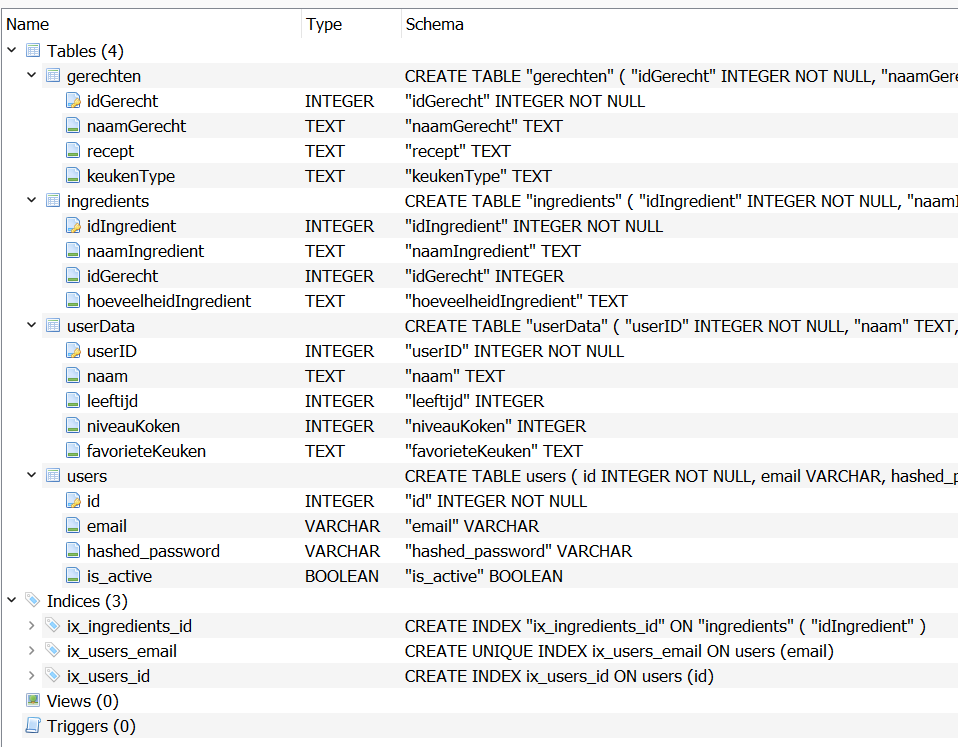 Name Type Schema
Tables (4)
gerechten CREATE TABLE "gerechten" ( "idGerecht" INTEGER NOT NULL, "naamGere
idGerecht INTEGER "idGerecht" INTEGER NOT NULL
naamGerecht TEXT "naamGerecht" TEXT
recept TEXT "recept" TEXT
keukenType TEXT "keukenType" TEXT
ingredients CREATE TABLE "ingredients" ( "idIngredient" INTEGER NOT NULL, "naamI
idIngredient INTEGER "idIngredient" INTEGER NOT NULL
naamIngredient TEXT "naamIngredient" TEXT
idGerecht INTEGER "idGerecht" INTEGER
hoeveelheidIngredient TEXT "hoeveelheidIngredient" TEXT
userData CREATE TABLE "userData" ( "userID" INTEGER NOT NULL, "naam" TEXT,
userID INTEGER "userID" INTEGER NOT NULL
naam TEXT "naam" TEXT
leeftijd INTEGER "leeftijd" INTEGER
niveauKoken INTEGER "niveauKoken" INTEGER
favorieteKeuken TEXT "favorieteKeuken" TEXT
users CREATE TABLE users ( id INTEGER NOT NULL, email VARCHAR, hashed_p
id INTEGER "id" INTEGER NOT NULL
email VARCHAR "email" VARCHAR
hashed_password VARCHAR "hashed_password" VARCHAR
is_active BOOLEAN "is_active" BOOLEAN
Indices (3)
ix_ingredients_id CREATE INDEX "ix_ingredients_id" ON "ingredients" ( "idIngredient" )
ix_users_email CREATE UNIQUE INDEX ix_users_email ON users (email)
ix_users_id CREATE INDEX ix_users_id ON users (id)
Views (0)
Triggers (0)